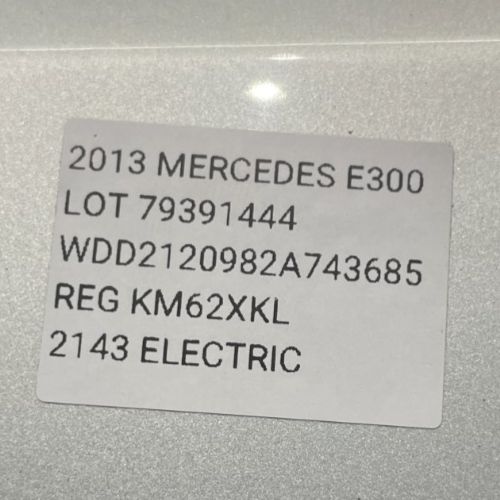 2013 MERCEDES E300
LOT 79391444
WDD2120982A743685
REG KM62XKL
2143 ELECTRIC